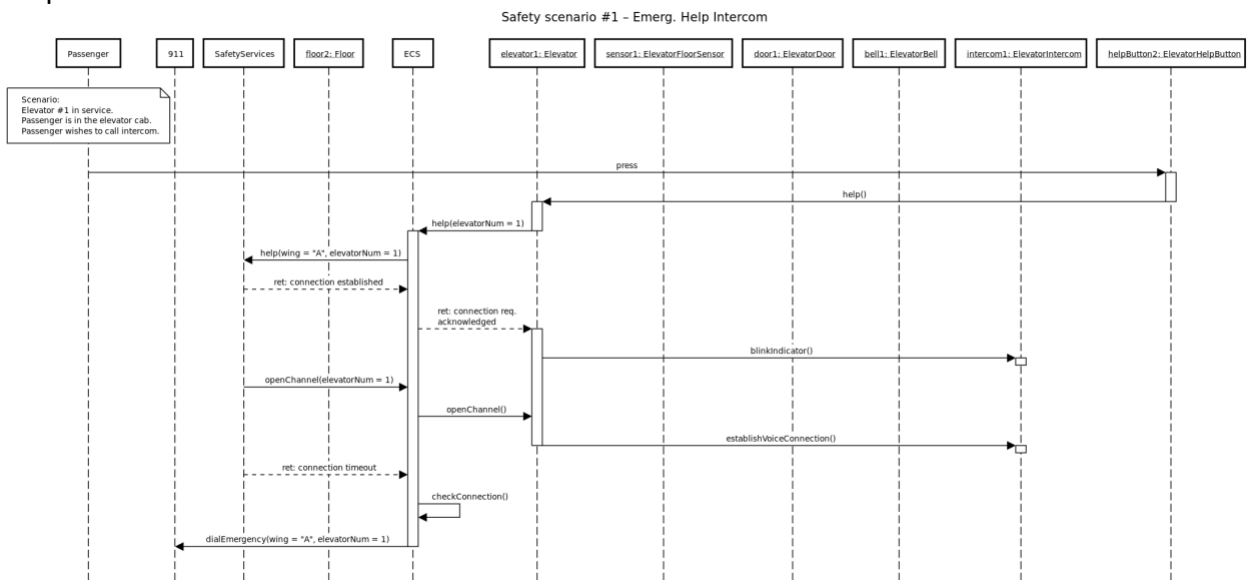 Safety scenario #1 – Emerg. Help Intercom
Passenger
911
SafetyServices
floor2: Floor
ECS
elevator1: Elevator
sensor1: ElevatorFloorSensor
door1: ElevatorDoor
bell1: ElevatorBell
intercom1: ElevatorIntercom
helpButton2: ElevatorHelpButton
Scenario:
Elevator #1 in service.
Passenger is in the elevator cab.
Passenger wishes to call intercom.
press
help()
help(elevatorNum = 1)
help(wing = "A", elevatorNum = 1)
ret: connection established
ret: connection req.
acknowledged
blinkIndicator()
openChannel(elevatorNum = 1)
openChannel()
establishVoiceConnection()
ret: connection timeout
checkConnection()
dialEmergency(wing = "A", elevatorNum = 1)